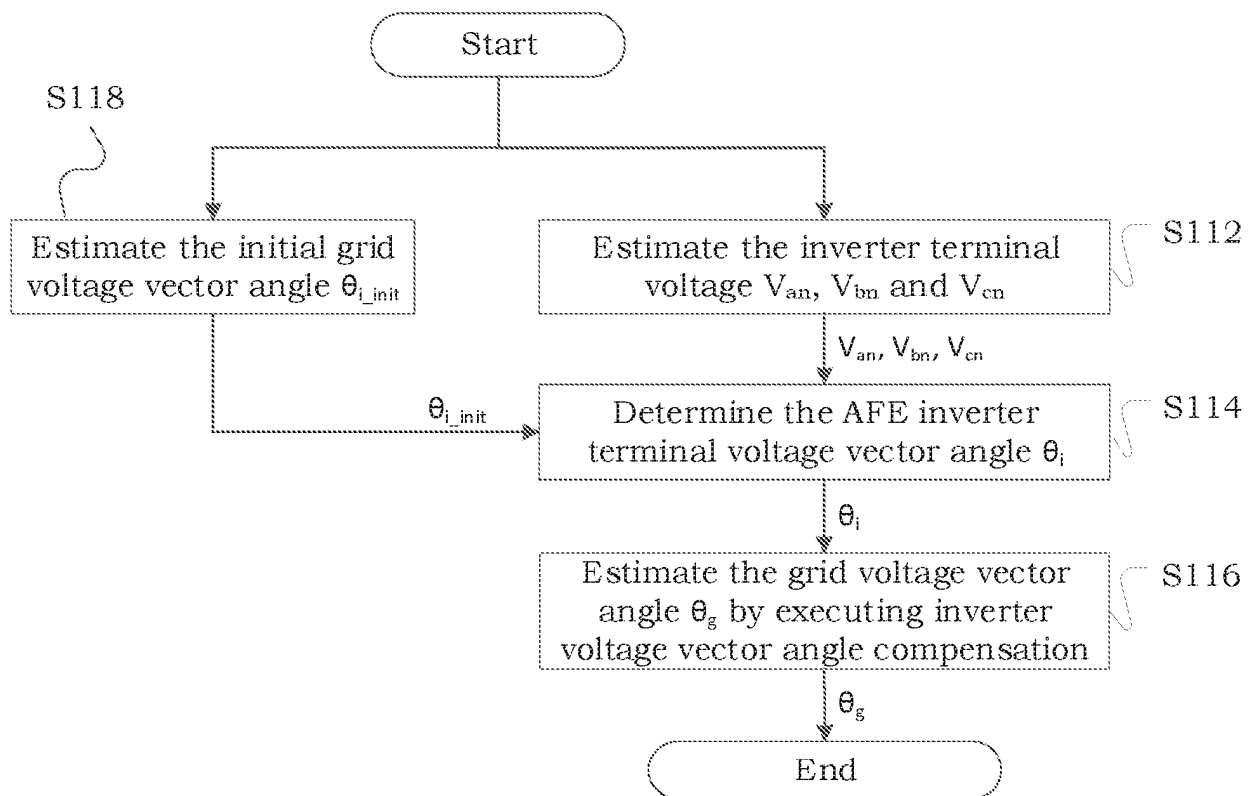 Start
S118
Estimate the initial grid
voltage vector angle θi_init
Estimate the inverter terminal
voltage Van, Vbn and Vcn
S112
Van, Vbn, Vcn
θi_init
Determine the AFE inverter
terminal voltage vector angle θi
S114
θi
Estimate the grid voltage vector
angle θg by executing inverter
voltage vector angle compensation
S116
θg
End